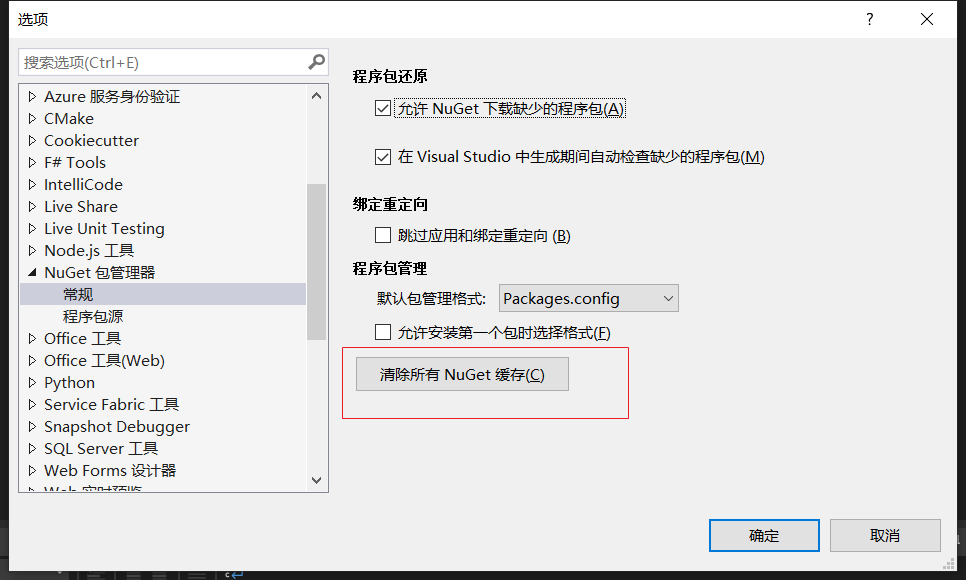 选项
?
搜索选项(Ctrl+E)
Azure 服务身份验证
CMake
Cookiecutter
F# Tools
IntelliCode
Live Share
Live Unit Testing
Node.js 工具
NuGet 包管理器
常规
程序包源
Office 工具
Office 工具(Web)
Python
Service Fabric 工具
Snapshot Debugger
SQL Server 工具
Web Forms 设计器
Web 实时预览
程序包还原
允许 NuGet 下载缺少的程序包(A)
在 Visual Studio 中生成期间自动检查缺少的程序包(M)
绑定重定向
跳过应用和绑定重定向 (B)
程序包管理
默认包管理格式: Packages.config
允许安装第一个包时选择格式(F)
清除所有 NuGet 缓存(C)
确定
取消